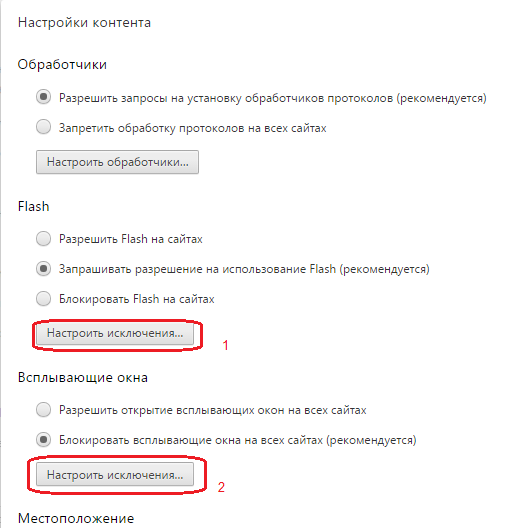 Настройки контента
Обработчики
Разрешить запросы на установку обработчиков протоколов (рекомендуется)
Запретить обработку протоколов на всех сайтах
Настроить обработчики...
Flash
Разрешить Flash на сайтах
Запрашивать разрешение на использование Flash (рекомендуется)
Блокировать Flash на сайтах
Настроить исключения... 1
Всплывающие окна
Разрешить открытие всплывающих окон на всех сайтах
Блокировать всплывающие окна на всех сайтах (рекомендуется)
Настроить исключения... 2
Местоположение